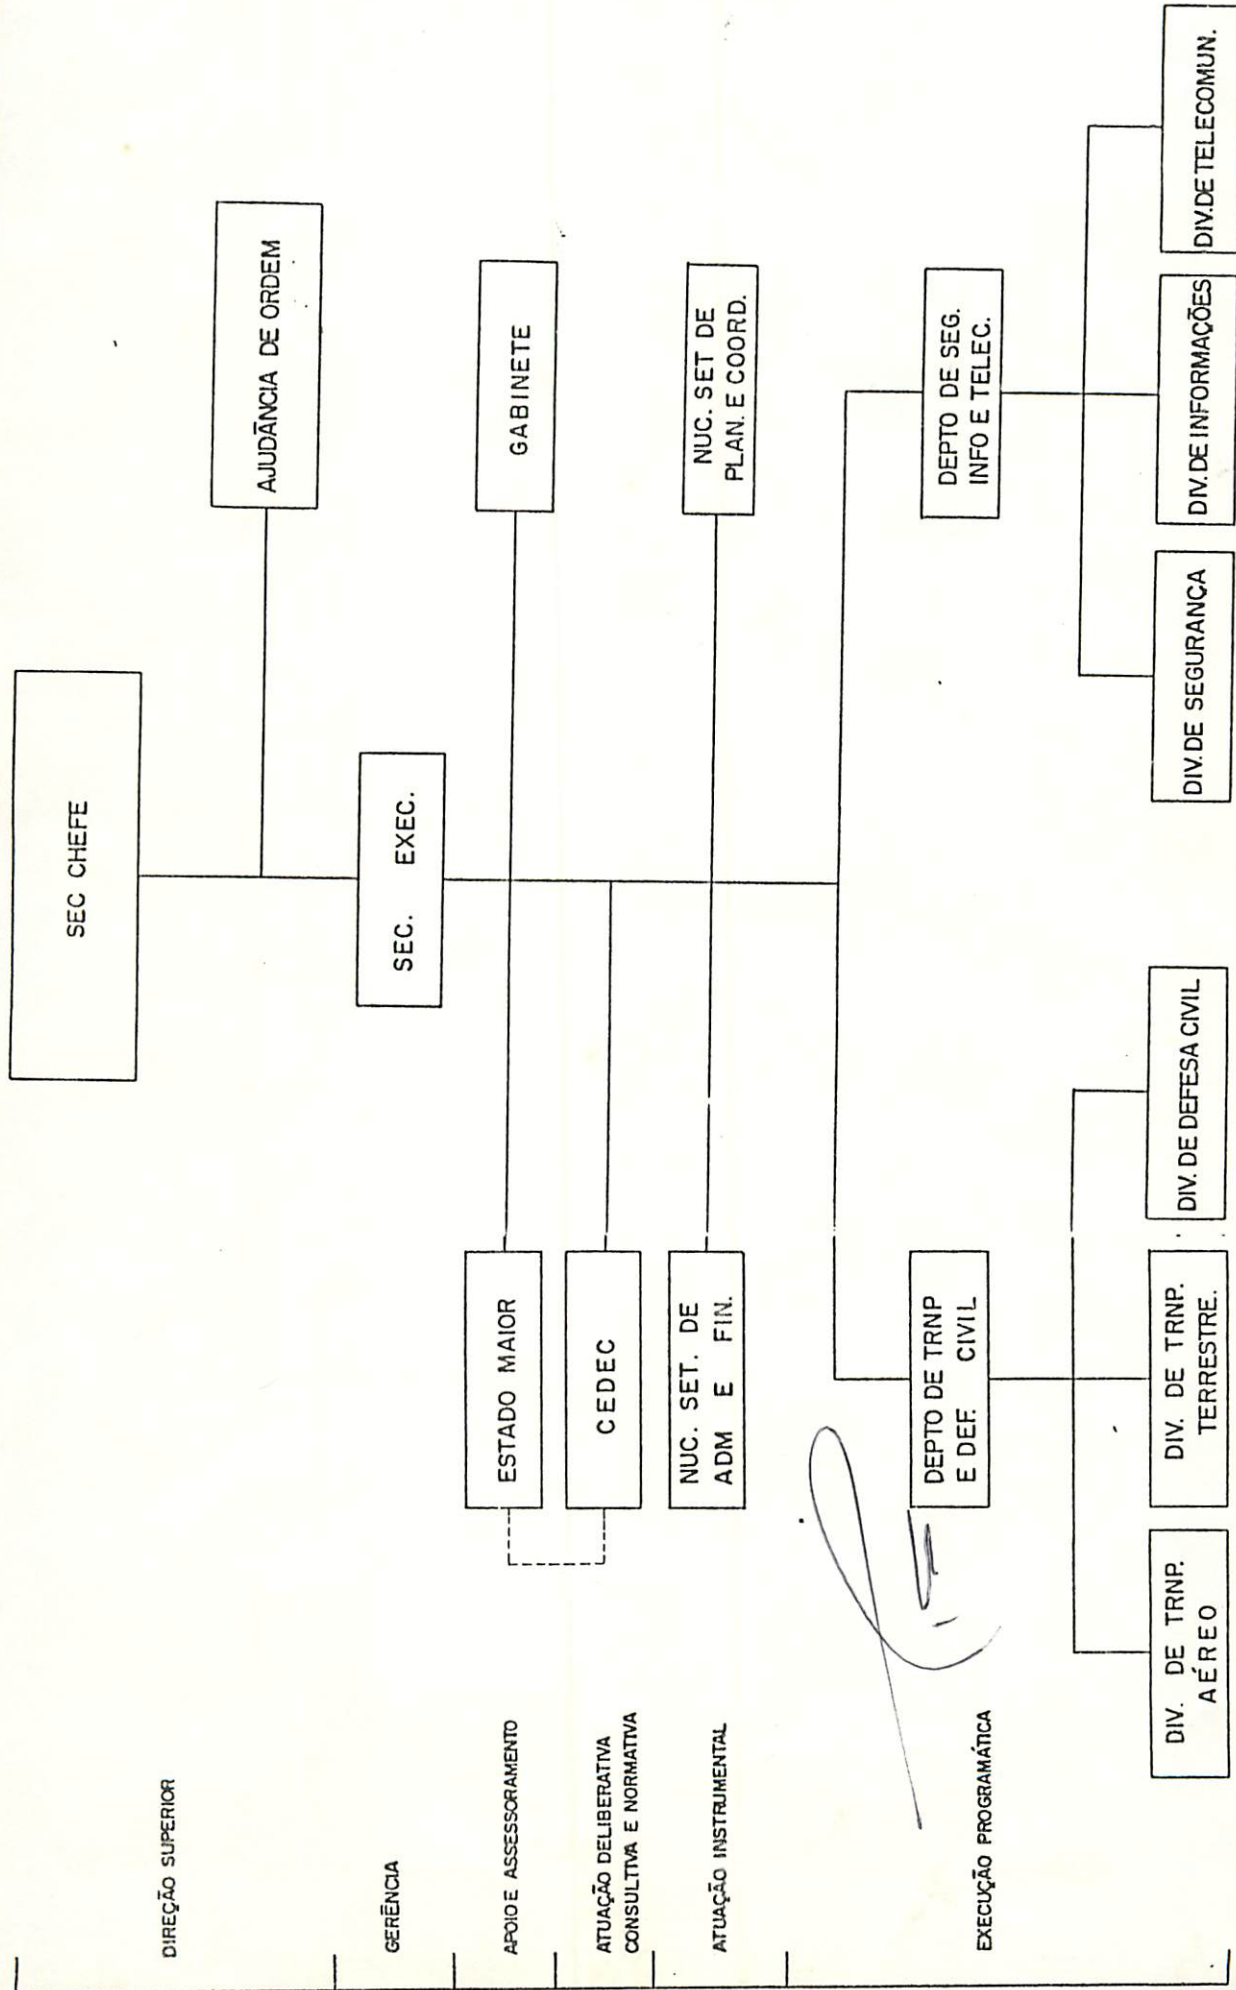 SEC CHEFE
AJUDÂNCIA DE ORDEM
DIREÇÃO SUPERIOR
SEC. EXEC.
GERÊNCIA
ESTADO MAIOR
GABINETE
APOIO E ASSESSORAMENTO
CEDEC
ATUAÇÃO DELIBERATIVA
CONSULTIVA E NORMATIVA
NUC. SET. DE
ADM E FIN.
NUC. SET DE
PLAN. E COORD.
ATUAÇÃO INSTRUMENTAL
DEPTO DE TRNP
E DEF. CIVIL
DEPTO DE SEG.
INFO E TELEC.
EXECUÇÃO PROGRAMÁTICA
DIV. DE TRNP.
AÉREO
DIV. DE TRNP.
TERRESTRE.
DIV. DE DEFESA CIVIL
DIV. DE SEGURANÇA
DIV. DE INFORMAÇÕES
DIV. DE TELECOMUN.